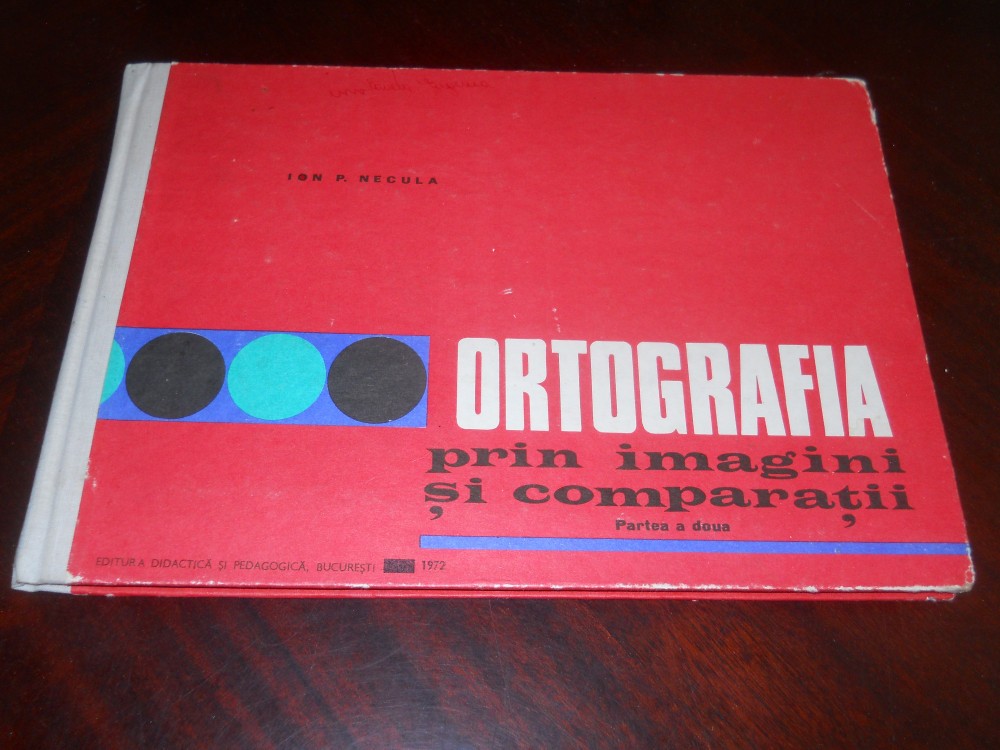 ION P. NECULA
ORTOGRAFIA
prin imagini
și comparații
Partea a doua
EDITURA DIDACTICĂ ȘI PEDAGOGICĂ, BUCUREȘTI 1972